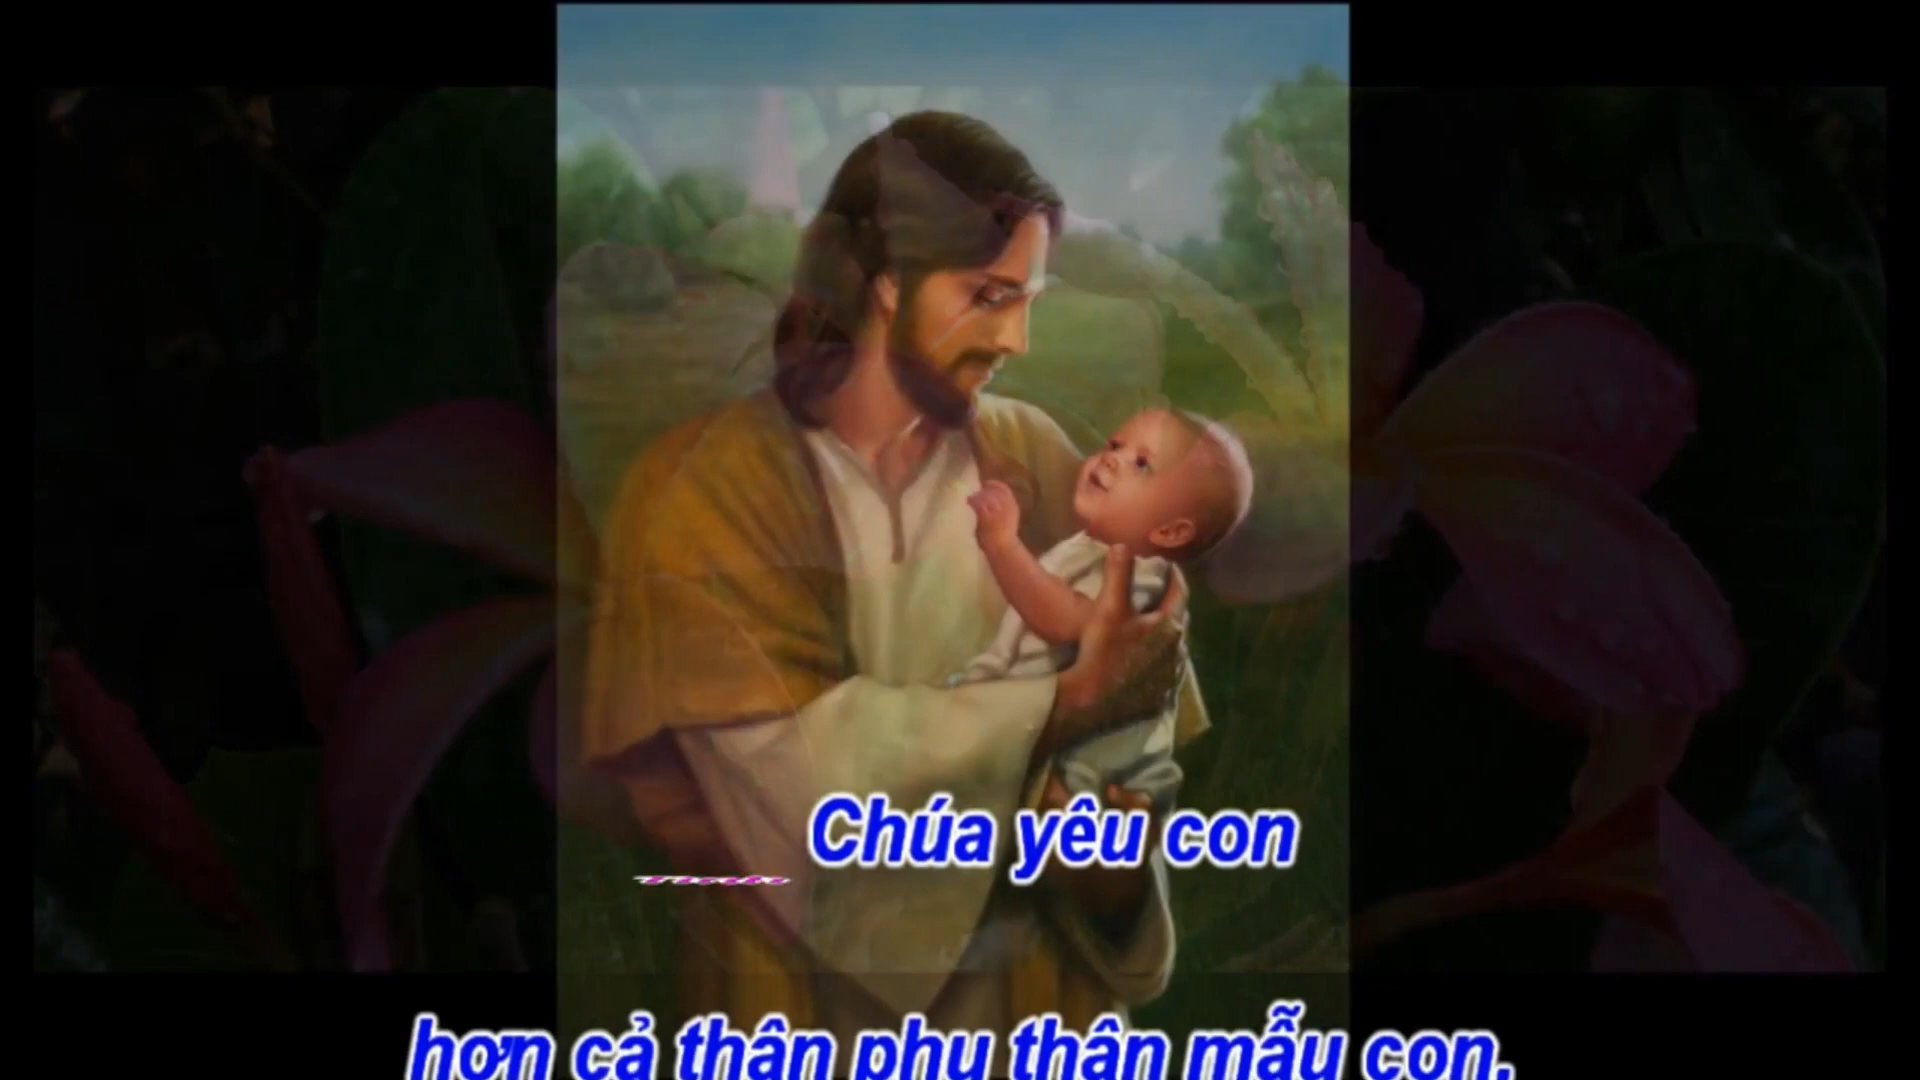 Chúa yêu con
hơn cả thân phụ thân mẫu con.